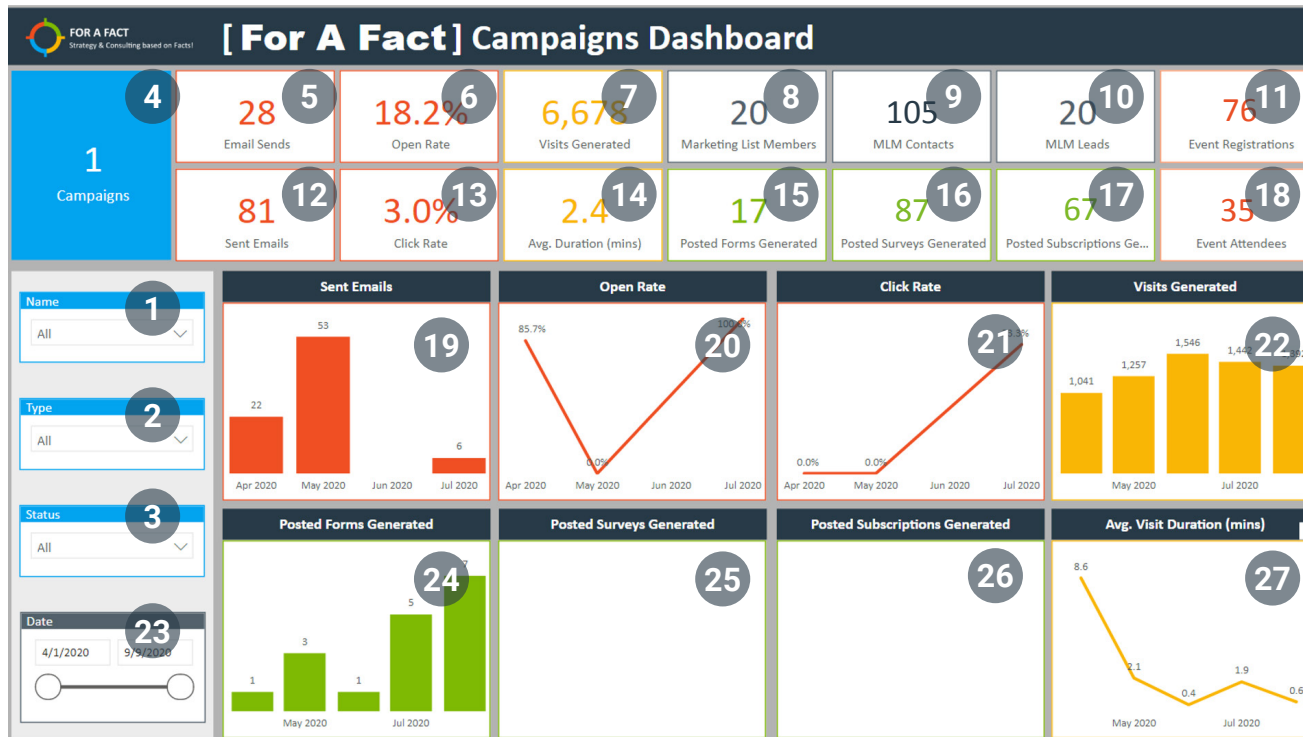 FOR A FACT
Strategy & Consulting based on Facts!
[ For A Fact ] Campaigns Dashboard
4
5
6
7
8
9
10
11
1
Campaigns
28
Email Sends
18.2%
Open Rate
6,678
Visits Generated
20
Marketing List Members
105
MLM Contacts
20
MLM Leads
76
Event Registrations
12
13
14
15
16
17
18
81
Sent Emails
3.0%
Click Rate
2.4
Avg. Duration (mins)
17
Posted Forms Generated
87
Posted Surveys Generated
67
Posted Subscriptions Ge...
35
Event Attendees
Name
1
All
Type
2
All
Status
3
All
Date
23
4/1/2020
9/9/2020
Sent Emails
19
53
22
6
Apr 2020
May 2020
Jun 2020
Jul 2020
Open Rate
20
85.7%
0.0%
Apr 2020
May 2020
Jun 2020
Jul 2020
Click Rate
21
0.0%
0.0%
Apr 2020
May 2020
Jun 2020
Jul 2020
Visits Generated
22
1,041
1,257
1,546
1,442
May 2020
Jul 2020
Posted Forms Generated
24
1
3
1
5
7
May 2020
Jul 2020
Posted Surveys Generated
25
Posted Subscriptions Generated
26
Avg. Visit Duration (mins)
27
8.6
2.1
0.4
1.9
0.6
May 2020
Jul 2020